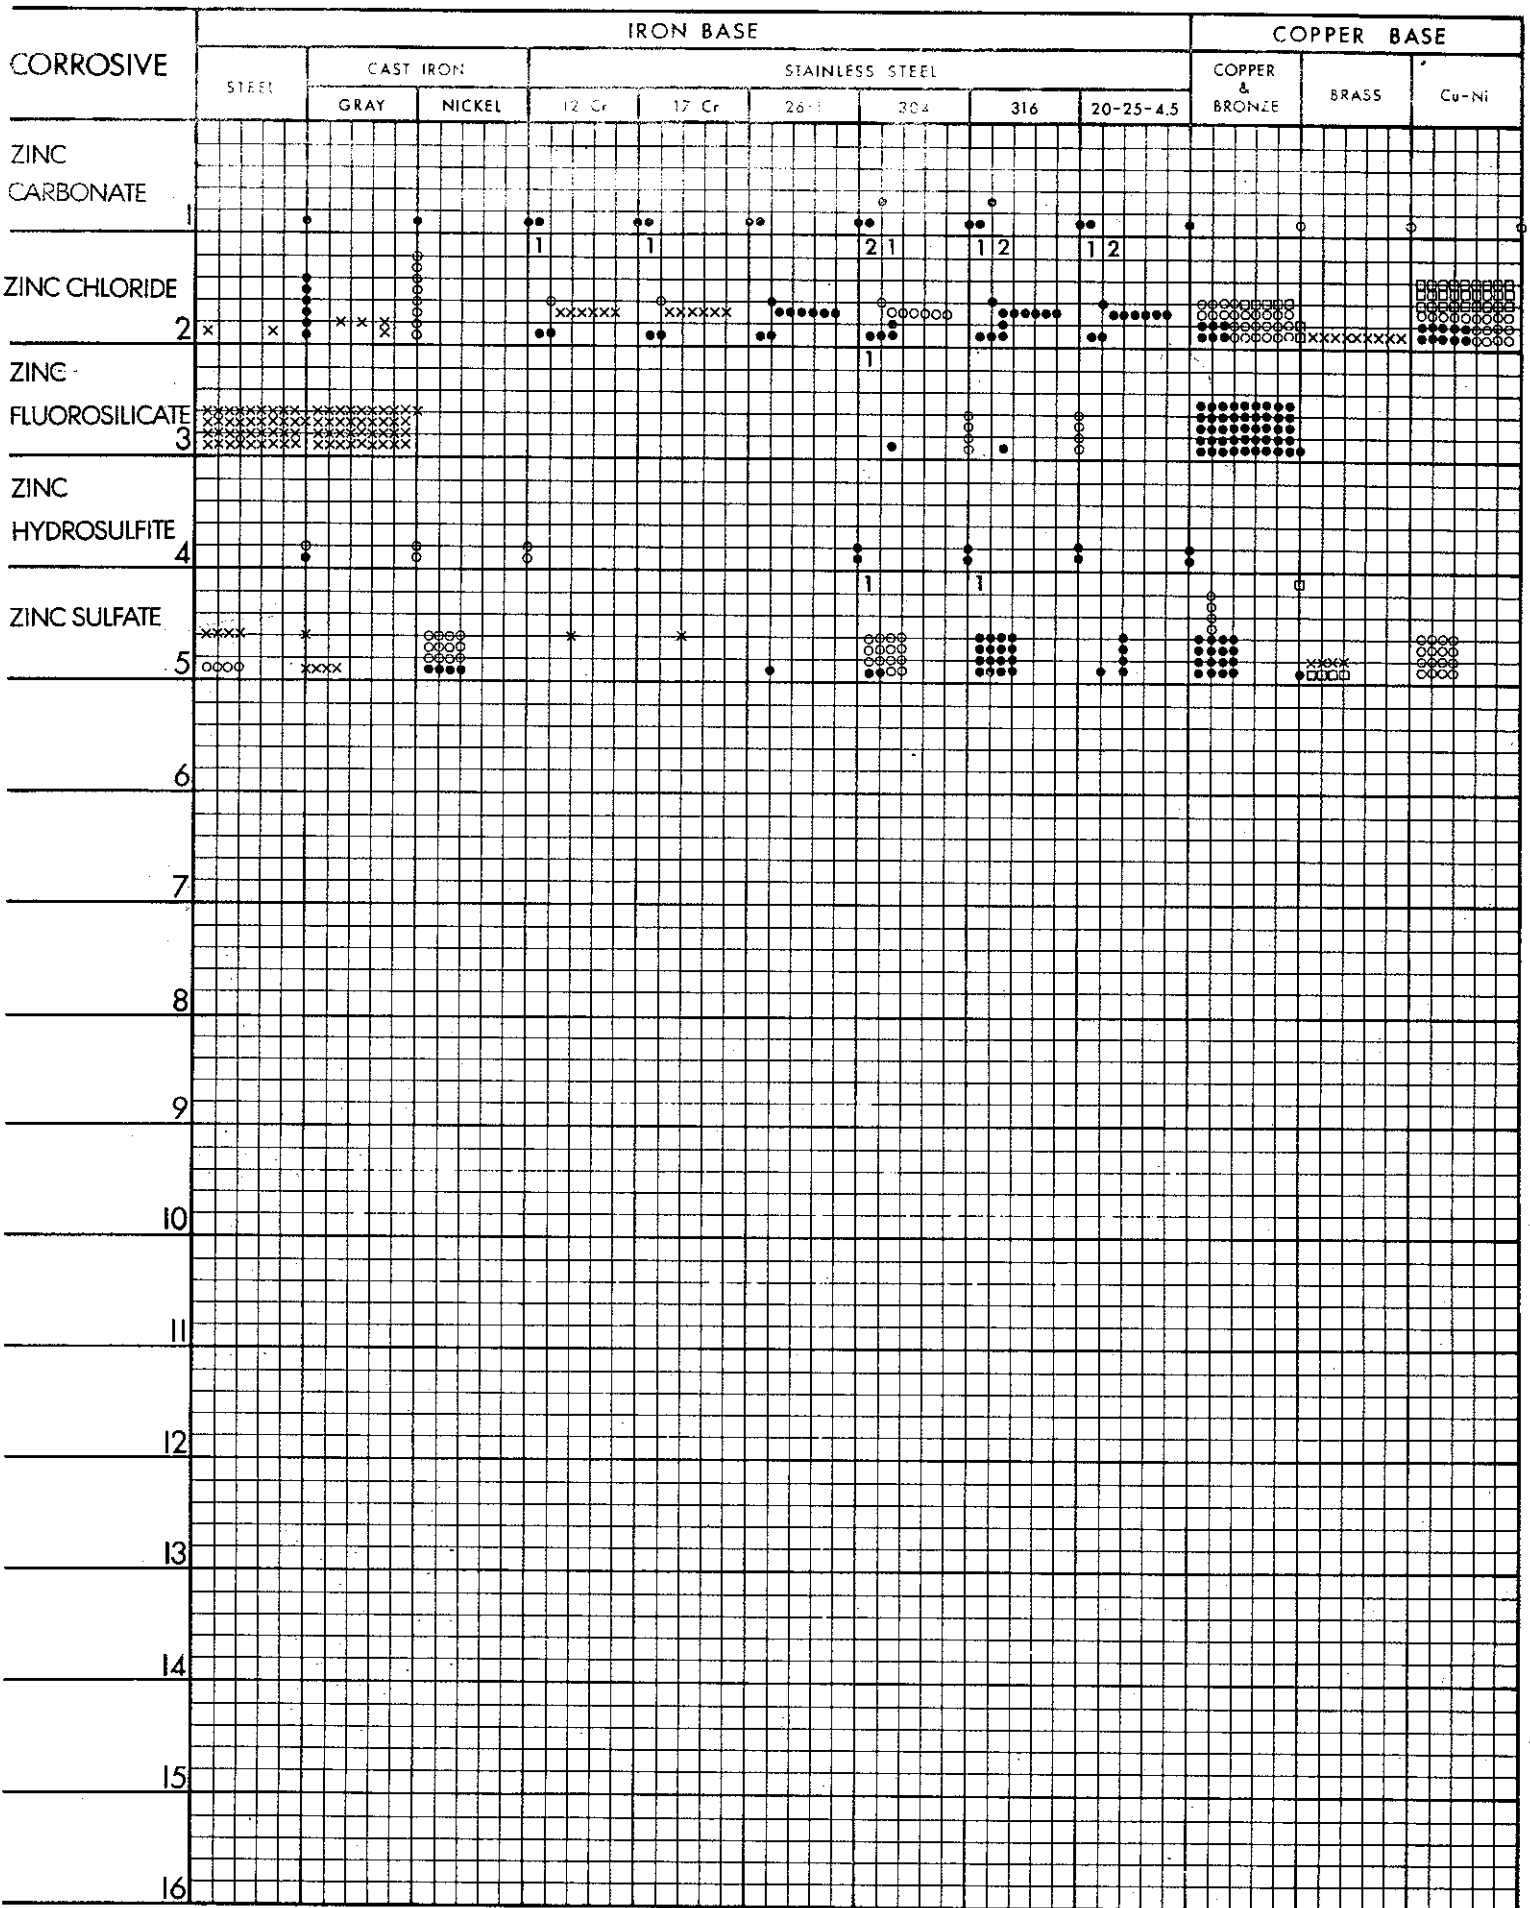 IRON BASE
COPPER BASE
CORROSIVE
STEEL
CAST IRON
STAINLESS STEEL
COPPER
&
BRONZE
BRASS
Cu-Ni
GRAY
NICKEL
12 Cr
17 Cr
26-1
304
316
20-25-4.5
ZINC
CARBONATE
1
1 1 2 1 1 2 1 2
ZINC CHLORIDE
2
1
ZINC
FLUOROSILICATE
3
ZINC
HYDROSULFITE
4
1 1
ZINC SULFATE
5
6
7
8
9
10
11
12
13
14
15
16